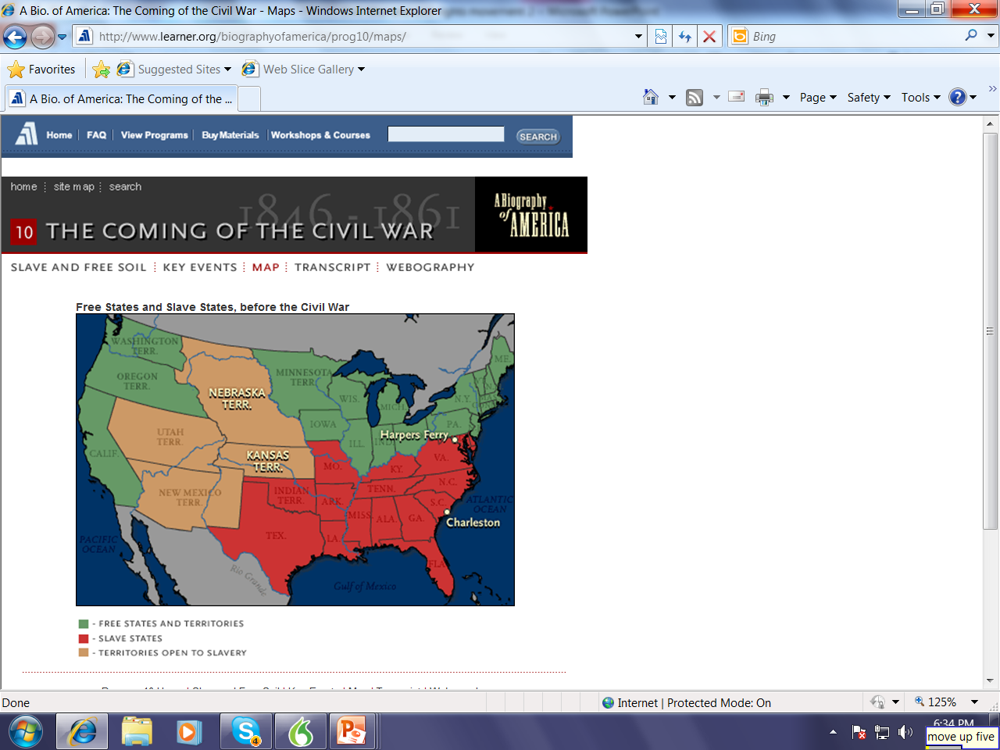 A Bio. of America: The Coming of the Civil War - Maps - Windows Internet Explorer
http://www.learner.org/biographyofamerica/prog10/maps/
Bing
Favorites
Suggested Sites
Web Slice Gallery
A Bio. of America: The Coming of the ...
Page
Safety
Tools
Home
FAQ
View Programs
Buy Materials
Workshops & Courses
SEARCH
home
site map
search
1846 - 1861
A Biography
of AMERICA
10 THE COMING OF THE CIVIL WAR
SLAVE AND FREE SOIL
KEY EVENTS
MAP
TRANSCRIPT
WEBOGRAPHY
Free States and Slave States, before the Civil War
WASHINGTON
TERR.
OREGON
TERR.
NEBRASKA
TERR.
MINNESOTA
TERR.
WIS.
MICH.
ME.
N.Y.
IOWA
PA.
UTAH
TERR.
Harpers Ferry
ILL.
IND.
CALIF.
KANSAS
TERR.
VA.
MO.
KY.
N.C.
NEW MEXICO
TERR.
INDIAN
TERR.
TENN.
ARK.
S.C.
ATLANTIC
OCEAN
MISS.
ALA.
GA.
Charleston
TEX.
LA.
PACIFIC
OCEAN
FLA.
Rio Grande
Gulf of Mexico
- FREE STATES AND TERRITORIES
- SLAVE STATES
- TERRITORIES OPEN TO SLAVERY
Done
Internet | Protected Mode: On
125%
4
6:34 PM
move up five